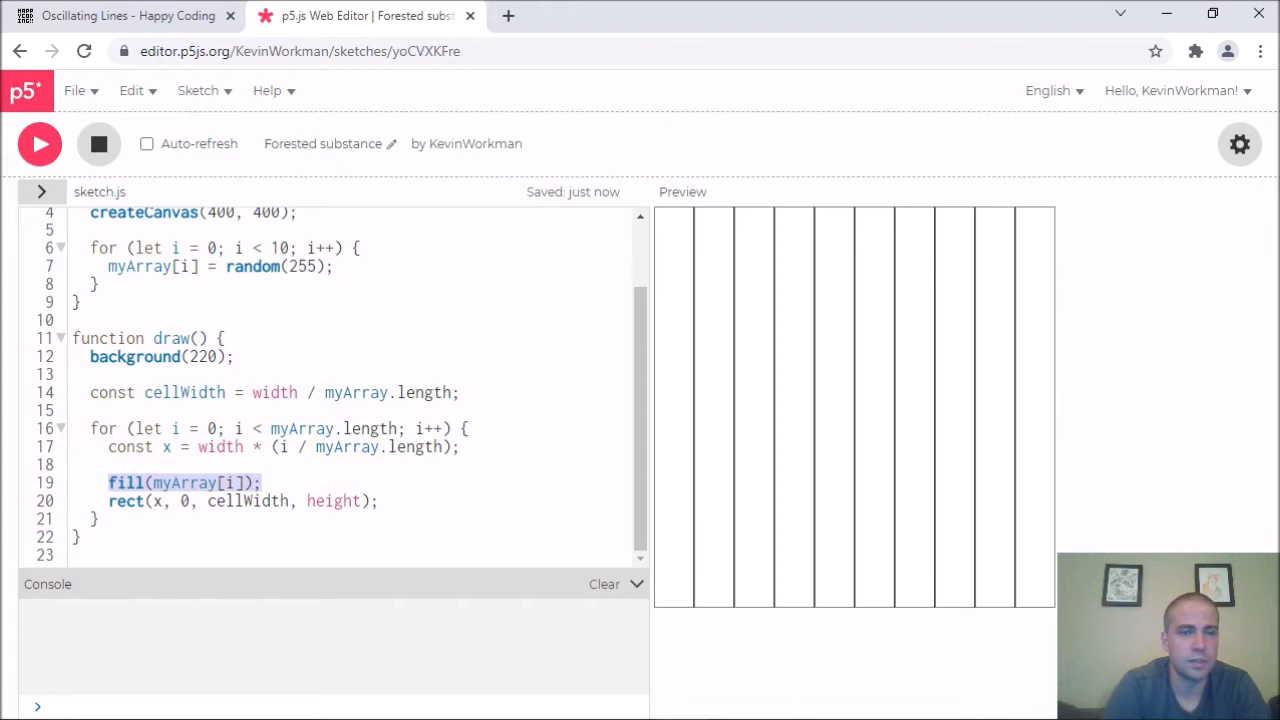 Oscillating Lines - Happy Coding
p5.js Web Editor | Forested subst
editor.p5js.org/KevinWorkman/sketches/yoCVXKFre
p5*
File
Edit
Sketch
Help
English
Hello, KevinWorkman!
Auto-refresh
Forested substance
by KevinWorkman
sketch.js
Saved: just now
Preview
4 createCanvas(400, 400);
5
6 for (let i = 0; i < 10; i++) {
7 myArray[i] = random(255);
8 }
9 }
10
11 function draw() {
12 background(220);
13
14 const cellWidth = width / myArray.length;
15
16 for (let i = 0; i < myArray.length; i++) {
17 const x = width * (i / myArray.length);
18
19 fill(myArray[i]);
20 rect(x, 0, cellWidth, height);
21 }
22 }
23
Console
Clear
>